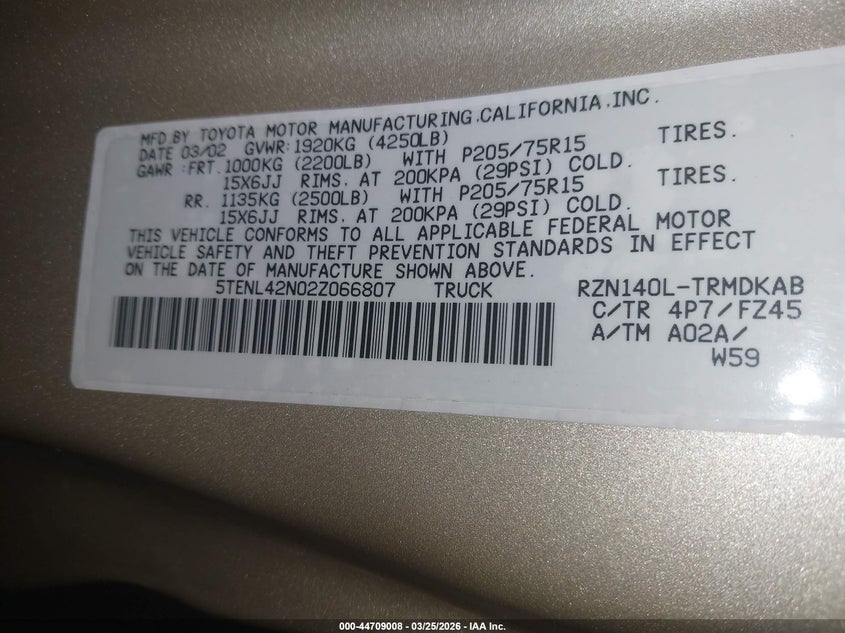 MFD BY TOYOTA MOTOR MANUFACTURING,CALIFORNIA,INC.
DATE 03/02 GVWR:1920KG (4250LB)
GAWR :FRT. 1000KG (2200LB) WITH P205/75R15 TIRES.
15X6JJ RIMS, AT 200KPA (29PSI) COLD.
RR. 1135KG (2500LB) WITH P205/75R15 TIRES.
15X6JJ RIMS, AT 200KPA (29PSI) COLD.
THIS VEHICLE CONFORMS TO ALL APPLICABLE FEDERAL MOTOR
VEHICLE SAFETY AND THEFT PREVENTION STANDARDS IN EFFECT
ON THE DATE OF MANUFACTURE SHOWN ABOVE.
5TENL42N02Z066807 TRUCK RZN140L-TRMDKAB
C/TR 4P7/FZ45
A/TM A02A/
W59
000-44709008 — 03/25/2026 — IAA Inc.